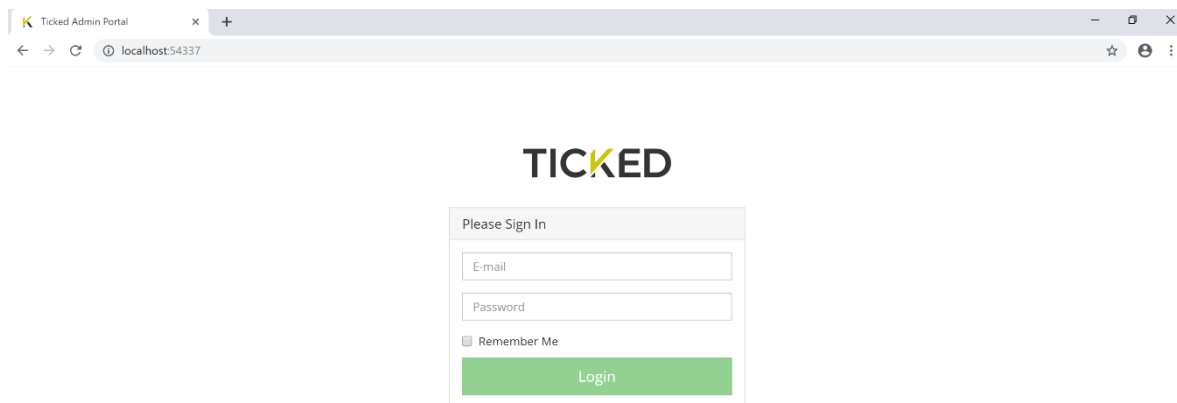 Ticked Admin Portal
localhost:54337
TICKED
Please Sign In
E-mail
Password
Remember Me
Login